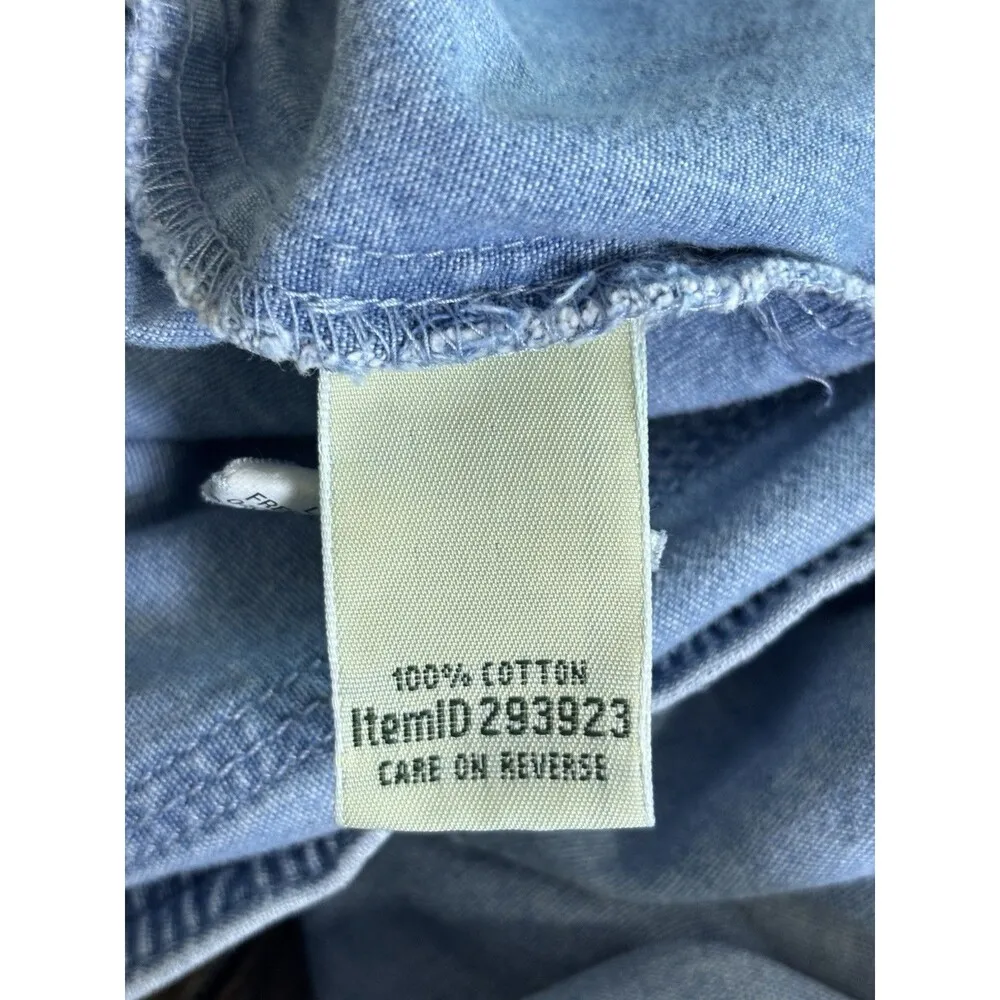 100% COTTON
ItemID 293923
CARE ON REVERSE